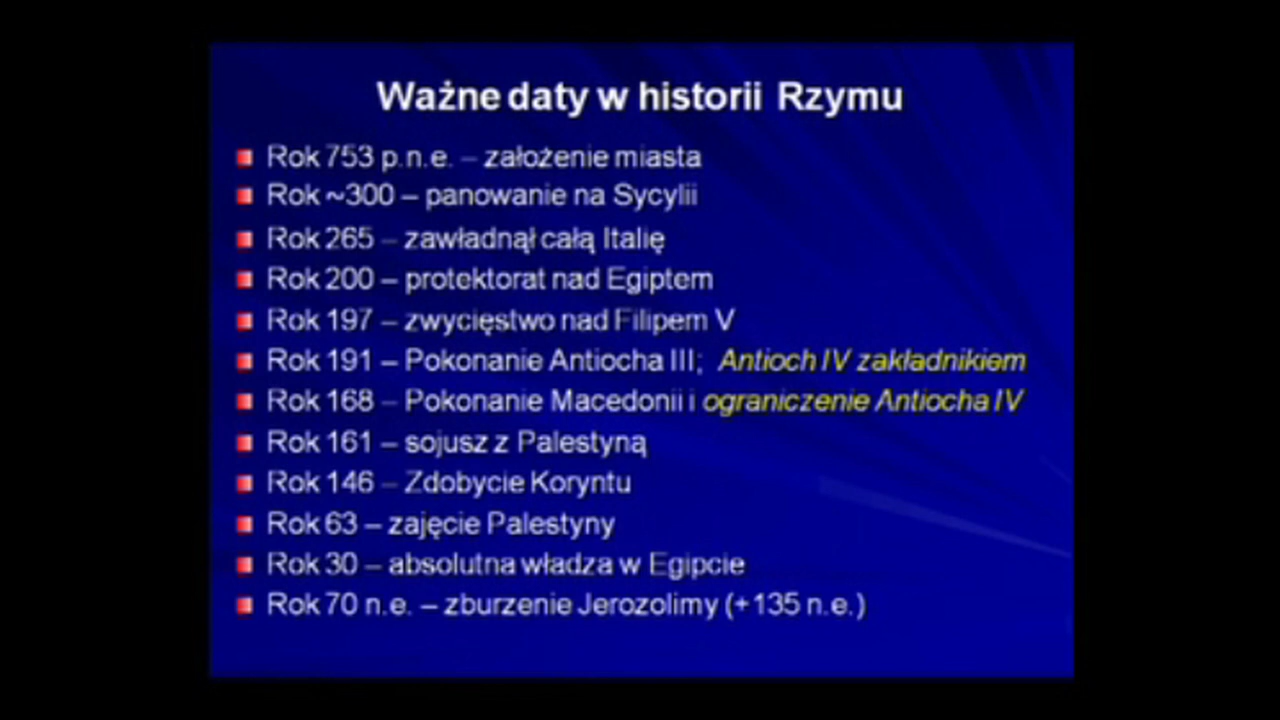 Ważne daty w historii Rzymu
Rok 753 p.n.e. – założenie miasta
Rok ~300 – panowanie na Sycylii
Rok 265 – zawładnął całą Italię
Rok 200 – protektorat nad Egiptem
Rok 197 – zwycięstwo nad Filipem V
Rok 191 – Pokonanie Antiocha III; Antioch IV zakładnikiem
Rok 168 – Pokonanie Macedonii i ograniczenie Antiocha IV
Rok 161 – sojusz z Palestyną
Rok 146 – Zdobycie Koryntu
Rok 63 – zajęcie Palestyny
Rok 30 – absolutna władza w Egipcie
Rok 70 n.e. – zburzenie Jerozolimy (+135 n.e.)